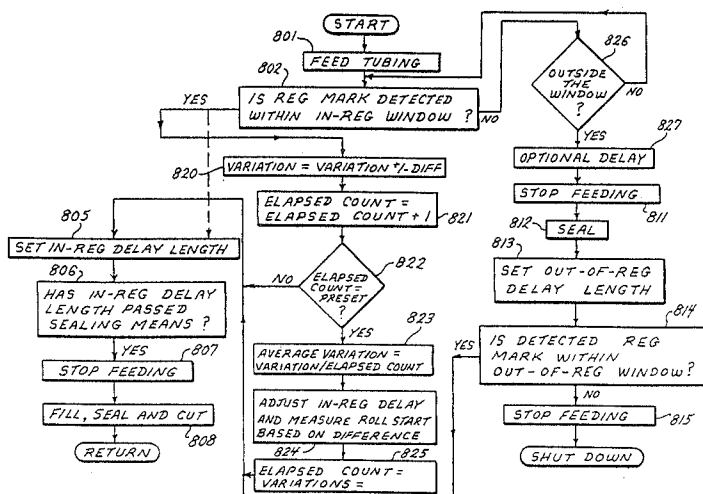 START
801
FEED TUBING
802
IS REG MARK DETECTED
WITHIN IN-REG WINDOW ?
YES
NO
826
OUTSIDE
THE
WINDOW
?
NO
YES
827
OPTIONAL DELAY
STOP FEEDING
811
812
SEAL
813
SET OUT-OF-REG
DELAY LENGTH
814
IS DETECTED REG
MARK WITHIN
OUT-OF-REG WINDOW?
YES
NO
STOP FEEDING
815
SHUT DOWN
820
VARIATION = VARIATION +/- DIFF
ELAPSED COUNT =
ELAPSED COUNT + 1
821
822
ELAPSED
COUNT =
PRESET
?
NO
YES
823
AVERAGE VARIATION =
VARIATION/ELAPSED COUNT
ADJUST IN-REG DELAY
AND MEASURE ROLL START
BASED ON DIFFERENCE
824
825
ELAPSED COUNT =
VARIATIONS =
805
SET IN-REG DELAY LENGTH
806
HAS IN-REG DELAY
LENGTH PASSED
SEALING MEANS ?
YES
807
STOP FEEDING
FILL, SEAL AND CUT
808
RETURN